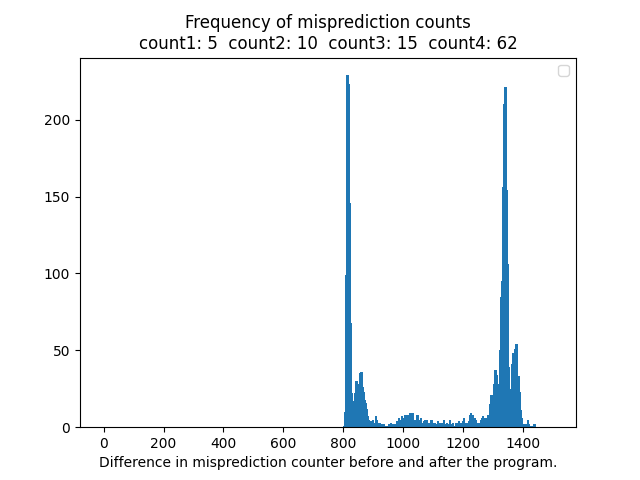 Frequency of misprediction counts
count1: 5 count2: 10 count3: 15 count4: 62
200
150
100
50
0
0 200 400 600 800 1000 1200 1400
Difference in misprediction counter before and after the program.